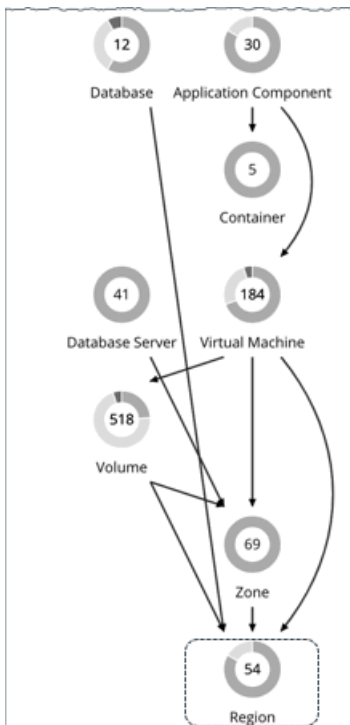 12
30
Database
Application Component
5
Container
41
184
Database Server
Virtual Machine
518
Volume
69
Zone
54
Region